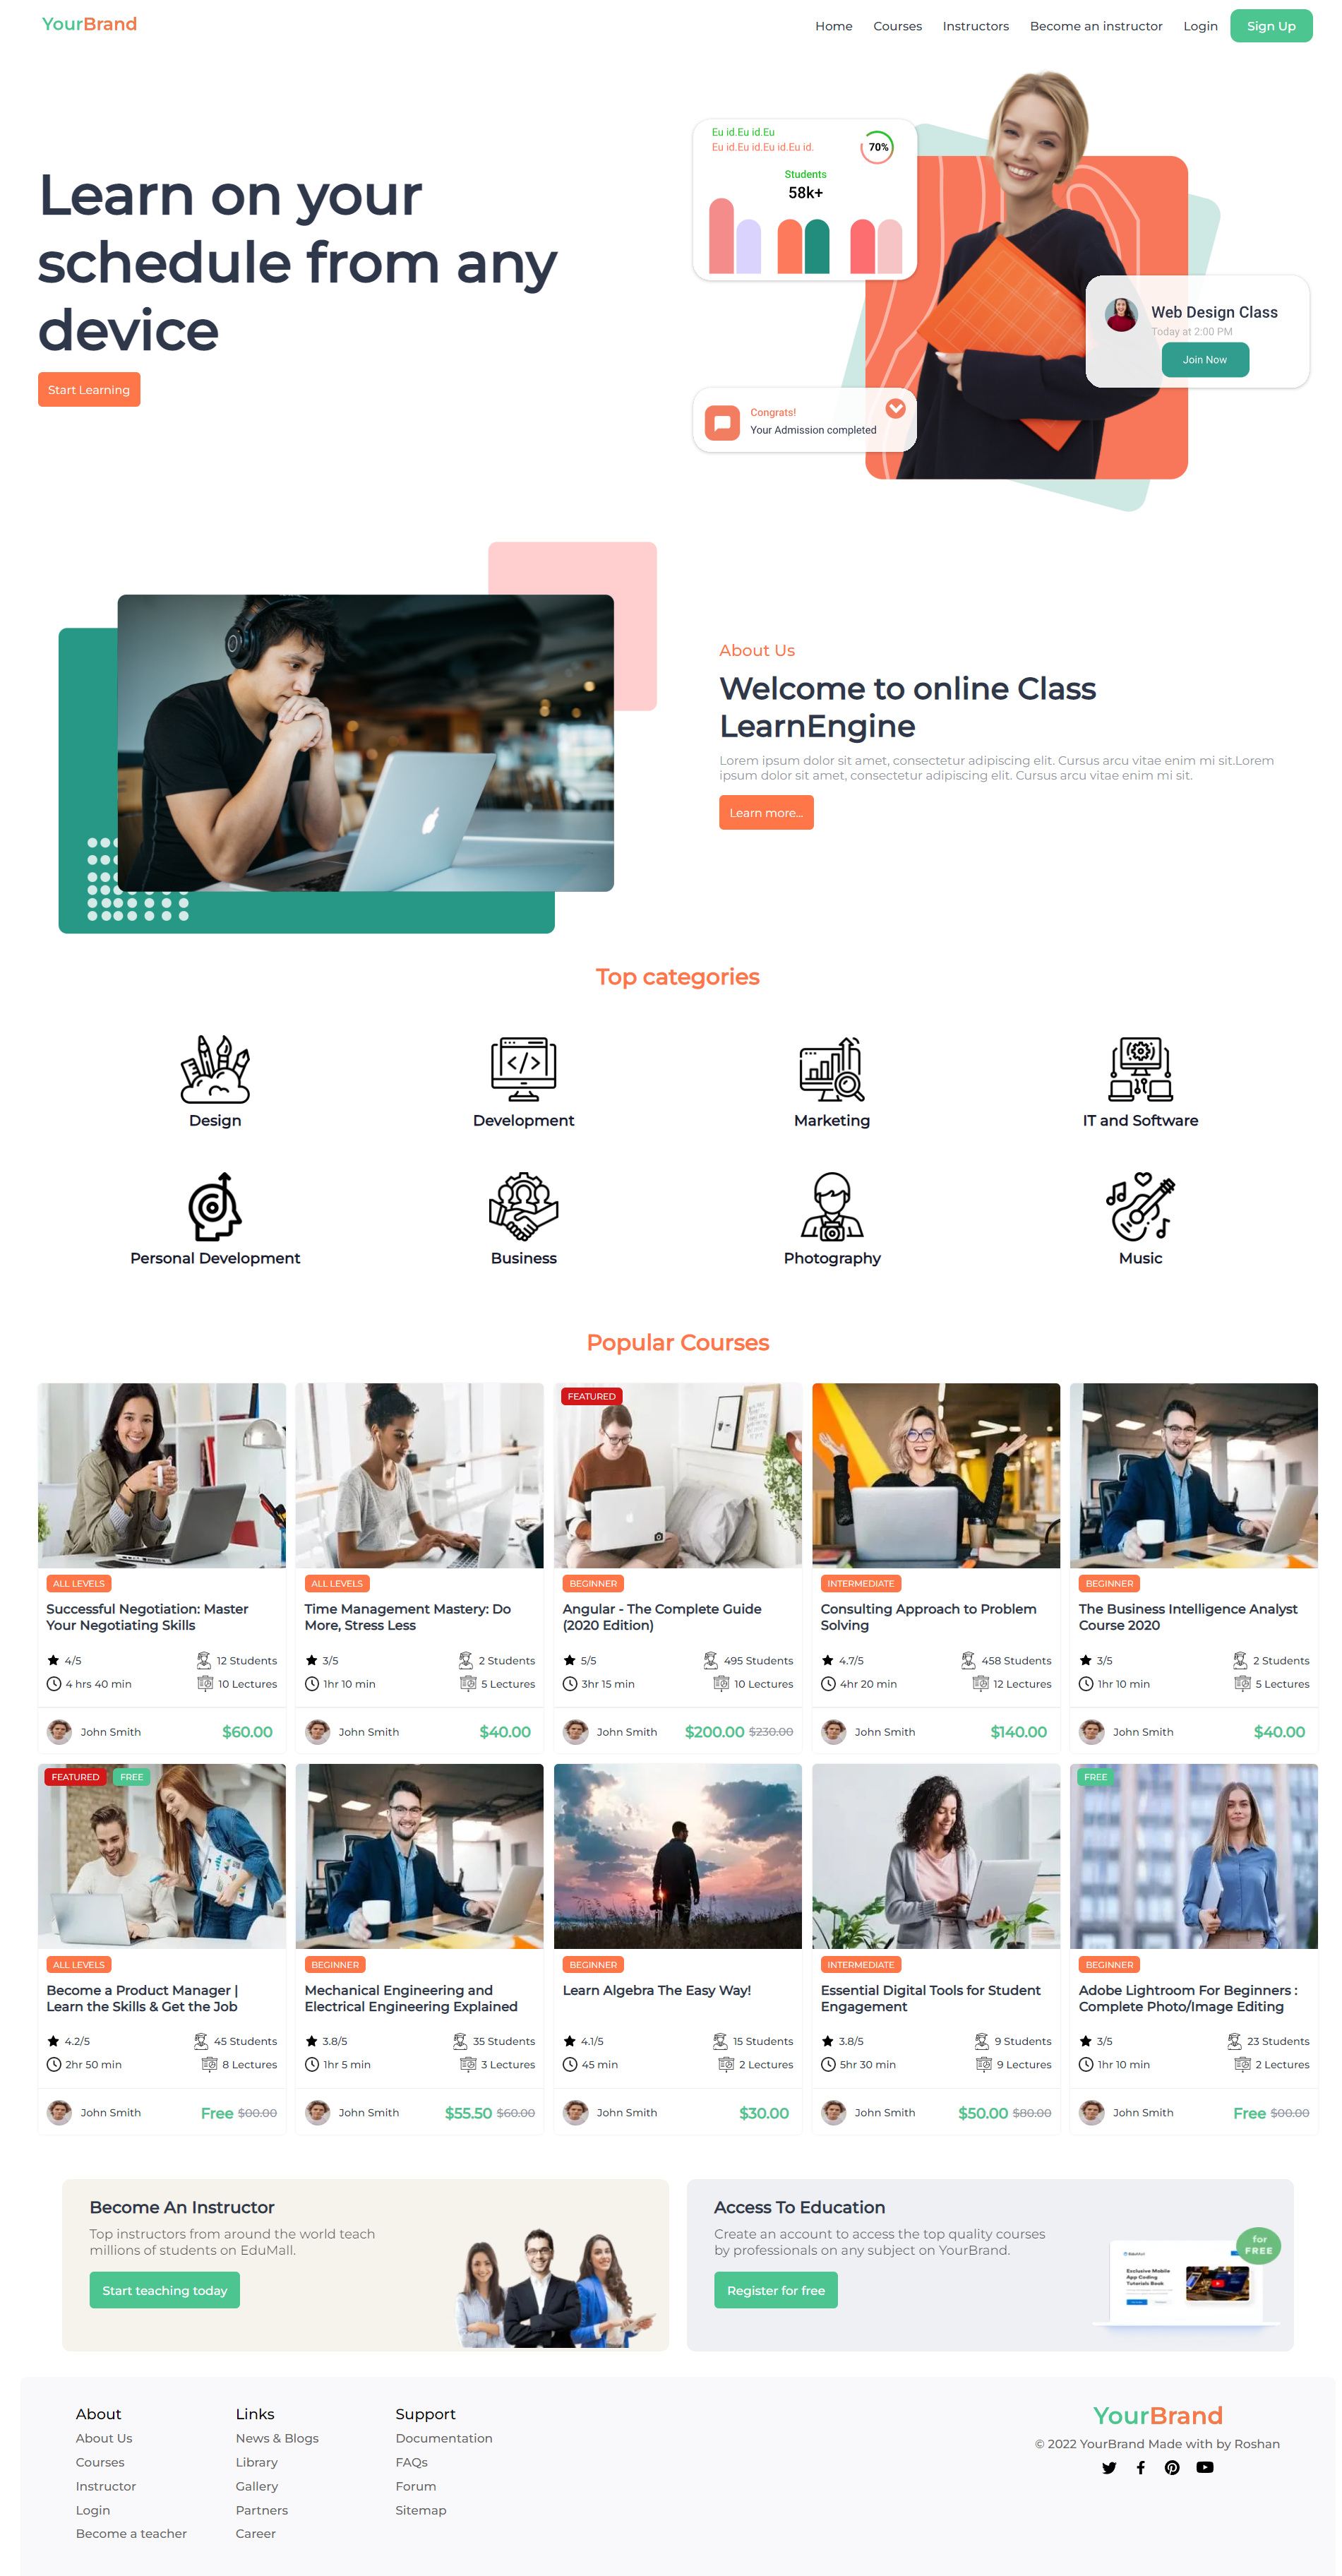 YourBrand
Home Courses Instructors Become an instructor Login Sign Up
Learn on your
schedule from any
device
Start Learning
Eu id.Eu id.Eu
Eu id.Eu id.Eu id.Eu id.
70%
Students
58k+
Web Design Class
Today at 2:00 PM
Join Now
Congrats!
Your Admission completed
About Us
Welcome to online Class
LearnEngine
Lorem ipsum dolor sit amet, consectetur adipiscing elit. Cursus arcu vitae enim mi sit.Lorem
ipsum dolor sit amet, consectetur adipiscing elit. Cursus arcu vitae enim mi sit.
Learn more...
Top categories
Design
Development
Marketing
IT and Software
Personal Development
Business
Photography
Music
Popular Courses
ALL LEVELS
Successful Negotiation: Master
Your Negotiating Skills
4/5 12 Students
4 hrs 40 min 10 Lectures
John Smith $60.00
ALL LEVELS
Time Management Mastery: Do
More, Stress Less
3/5 2 Students
1hr 10 min 5 Lectures
John Smith $40.00
FEATURED
BEGINNER
Angular - The Complete Guide
(2020 Edition)
5/5 495 Students
3hr 15 min 10 Lectures
John Smith $200.00 $230.00
INTERMEDIATE
Consulting Approach to Problem
Solving
4.7/5 458 Students
4hr 20 min 12 Lectures
John Smith $140.00
BEGINNER
The Business Intelligence Analyst
Course 2020
3/5 2 Students
1hr 10 min 5 Lectures
John Smith $40.00
FEATURED FREE
ALL LEVELS
Become a Product Manager |
Learn the Skills & Get the Job
4.2/5 45 Students
2hr 50 min 8 Lectures
John Smith Free $00.00
BEGINNER
Mechanical Engineering and
Electrical Engineering Explained
3.8/5 35 Students
1hr 5 min 3 Lectures
John Smith $55.50 $60.00
BEGINNER
Learn Algebra The Easy Way!
4.1/5 15 Students
45 min 2 Lectures
John Smith $30.00
INTERMEDIATE
Essential Digital Tools for Student
Engagement
3.8/5 9 Students
5hr 30 min 9 Lectures
John Smith $50.00 $80.00
FREE
BEGINNER
Adobe Lightroom For Beginners :
Complete Photo/Image Editing
3/5 23 Students
1hr 10 min 2 Lectures
John Smith Free $00.00
Become An Instructor
Top instructors from around the world teach
millions of students on EduMall.
Start teaching today
Access To Education
Create an account to access the top quality courses
by professionals on any subject on YourBrand.
Register for free
for
FREE
EduMall
Exclusive Mobile
App Coding
Tutorials Book
About
About Us
Courses
Instructor
Login
Become a teacher
Links
News & Blogs
Library
Gallery
Partners
Career
Support
Documentation
FAQs
Forum
Sitemap
YourBrand
© 2022 YourBrand Made with by Roshan